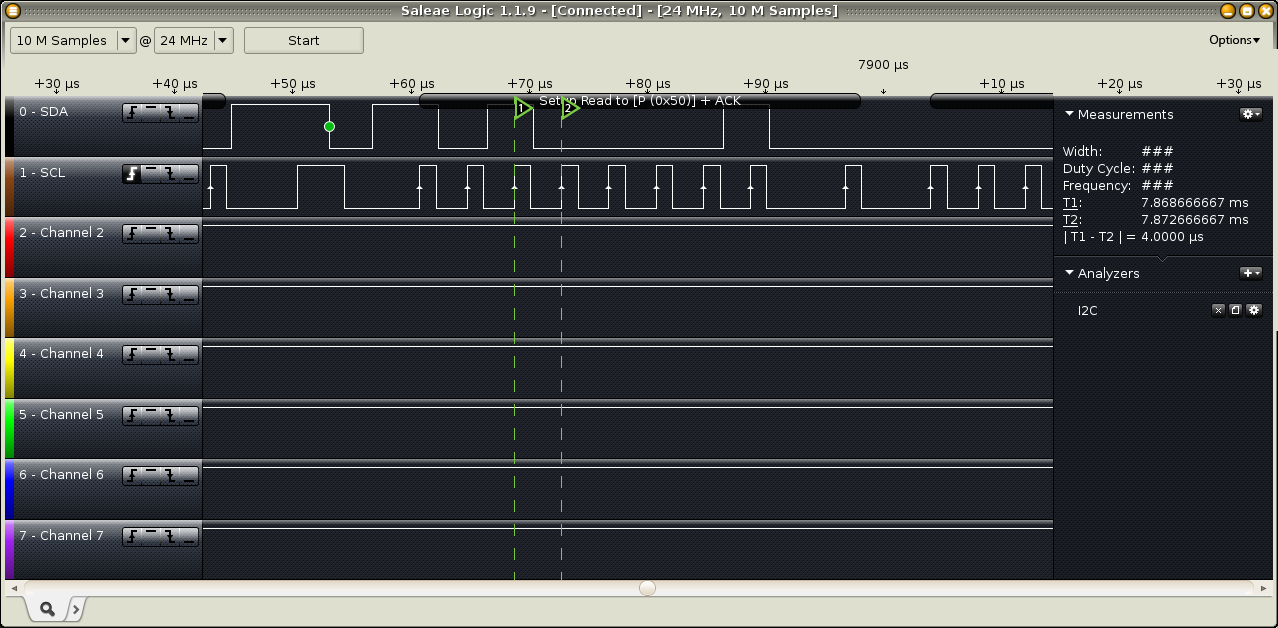 Saleae Logic 1.1.9 - [Connected] - [24 MHz, 10 M Samples]
10 M Samples @ 24 MHz Start Options
7900 µs
+30 µs +40 µs +50 µs +60 µs +70 µs +80 µs +90 µs +10 µs +20 µs +30 µs
0 - SDA
1 2
Setup Read to [P (0x50)] + ACK
1 - SCL
2 - Channel 2
3 - Channel 3
4 - Channel 4
5 - Channel 5
6 - Channel 6
7 - Channel 7
Measurements
Width: ###
Duty Cycle: ###
Frequency: ###
T1: 7.868666667 ms
T2: 7.872666667 ms
| T1 - T2 | = 4.0000 µs
Analyzers
I2C